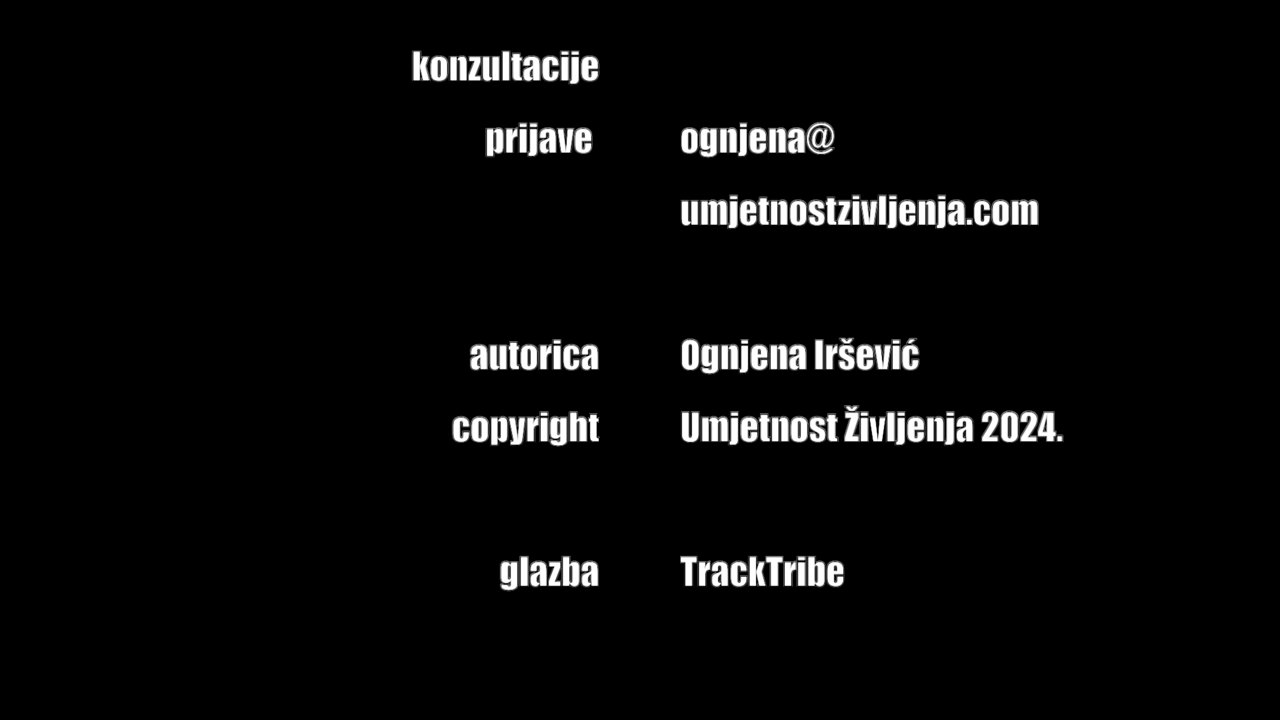 konzultacije
prijave ognjena@
umjetnostzivljenja.com
autorica Ognjena Iršević
copyright Umjetnost Življenja 2024.
glazba TrackTribe